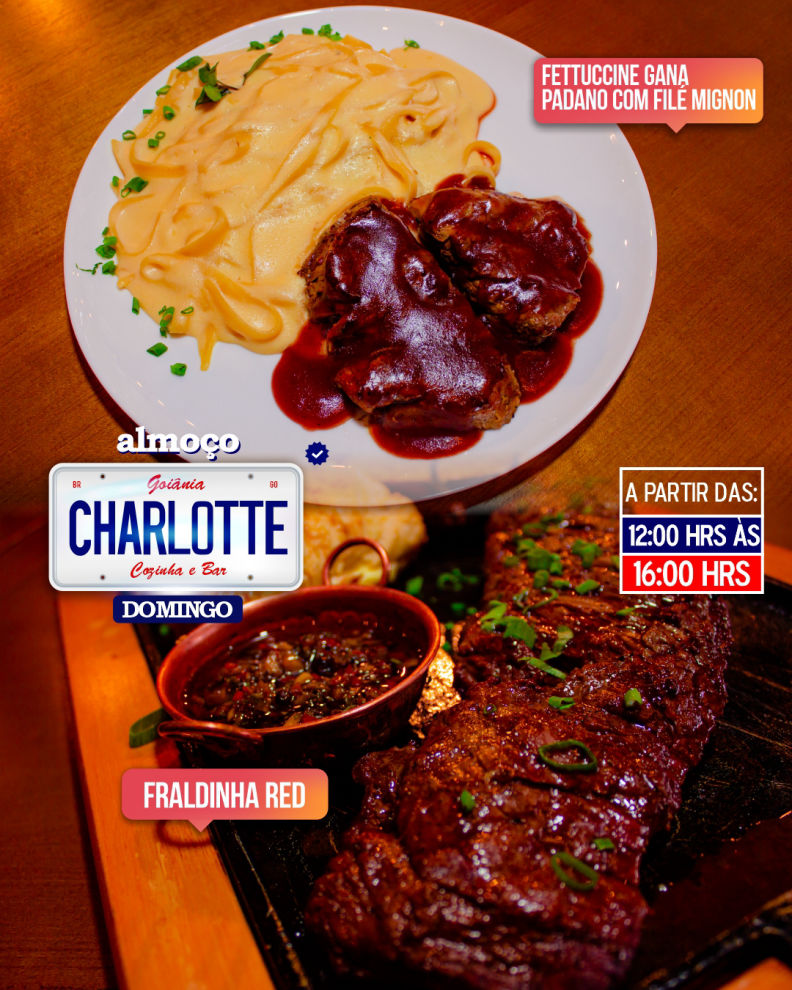 FETTUCCINE GANA
PADANO COM FILÉ MIGNON
almoço
BR Goiânia GO
CHARLOTTE
Cozinha e Bar
DOMINGO
A PARTIR DAS:
12:00 HRS ÀS
16:00 HRS
FRALDINHA RED